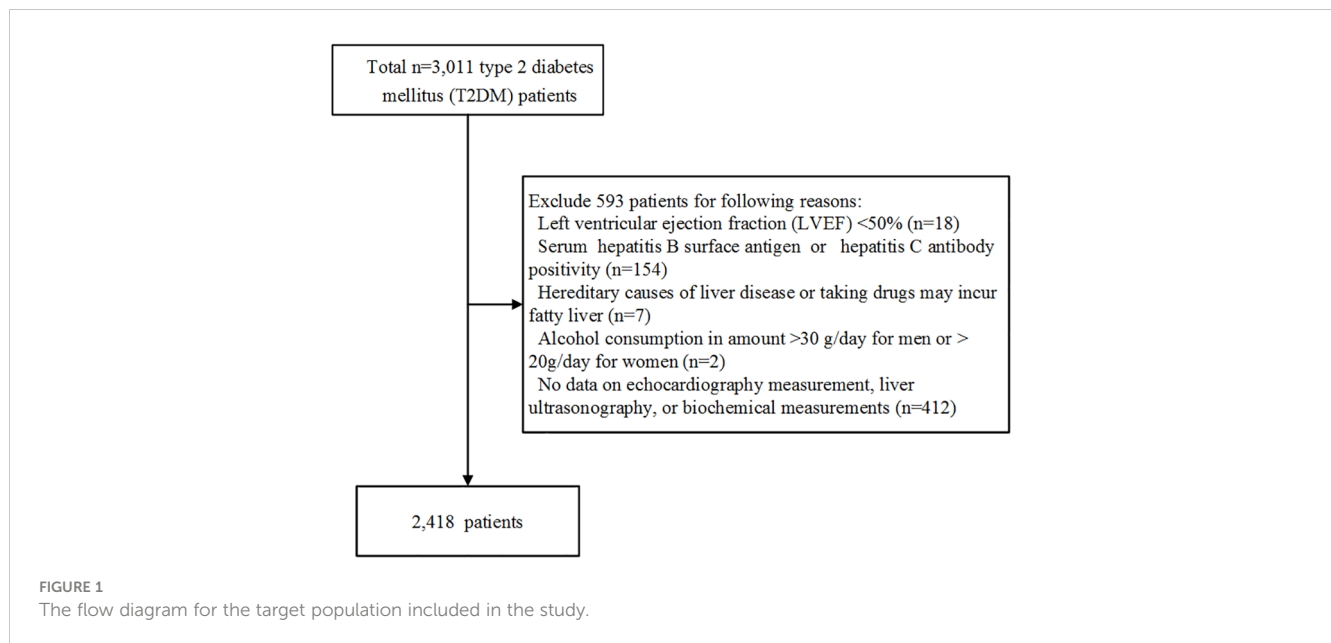 Total n=3,011 type 2 diabetes
mellitus (T2DM) patients
Exclude 593 patients for following reasons:
Left ventricular ejection fraction (LVEF) <50% (n=18)
Serum hepatitis B surface antigen or hepatitis C antibody
positivity (n=154)
Hereditary causes of liver disease or taking drugs may incur
fatty liver (n=7)
Alcohol consumption in amount >30 g/day for men or >
20g/day for women (n=2)
No data on echocardiography measurement, liver
ultrasonography, or biochemical measurements (n=412)
2,418 patients
FIGURE 1
The flow diagram for the target population included in the study.